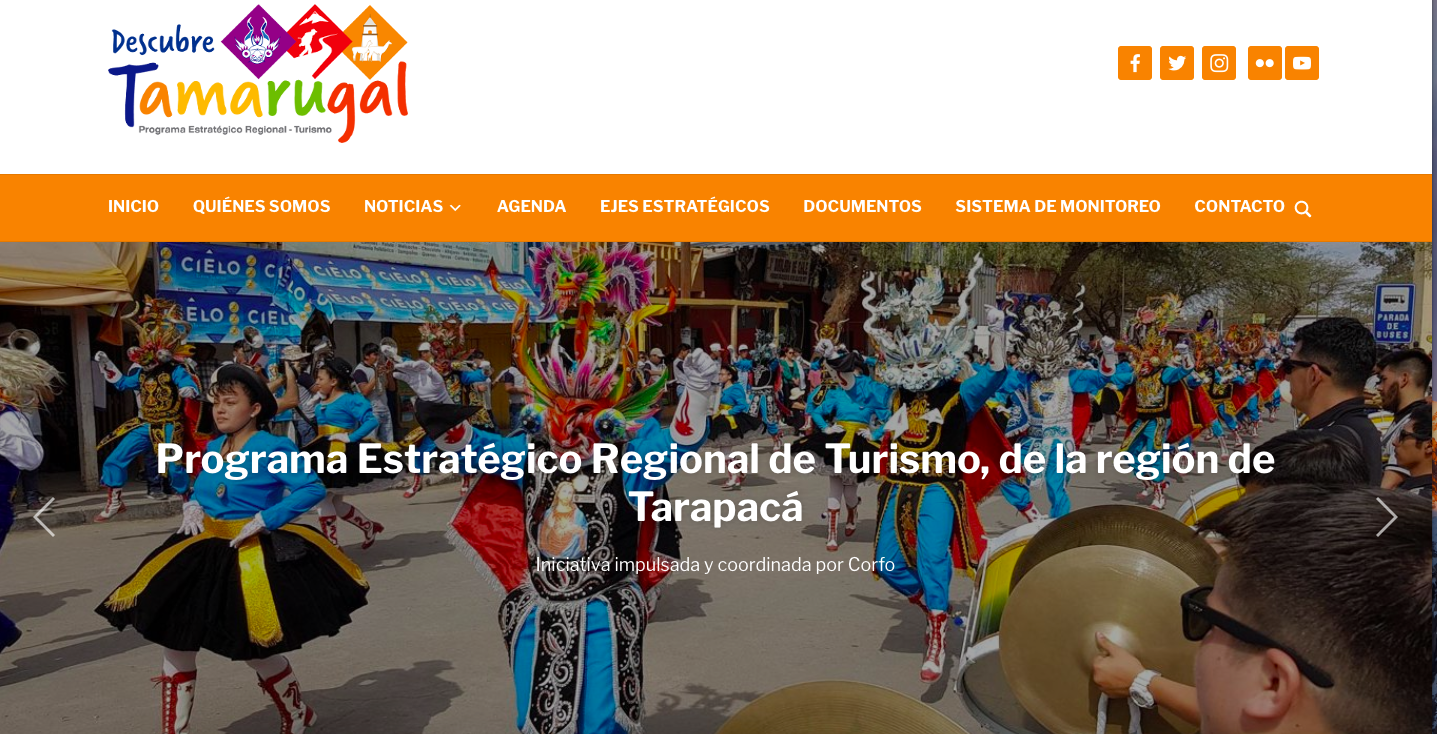 Descubre
Tamarugal
Programa Estratégico Regional - Turismo
INICIO QUIÉNES SOMOS NOTICIAS AGENDA EJES ESTRATÉGICOS DOCUMENTOS SISTEMA DE MONITOREO CONTACTO
CIELO CIELO CIELO
CIELO CIELO CIELO
CIELO CIELO
PARADA
DE
BUSES
Programa Estratégico Regional de Turismo, de la región de
Tarapacá
Iniciativa impulsada y coordinada por Corfo